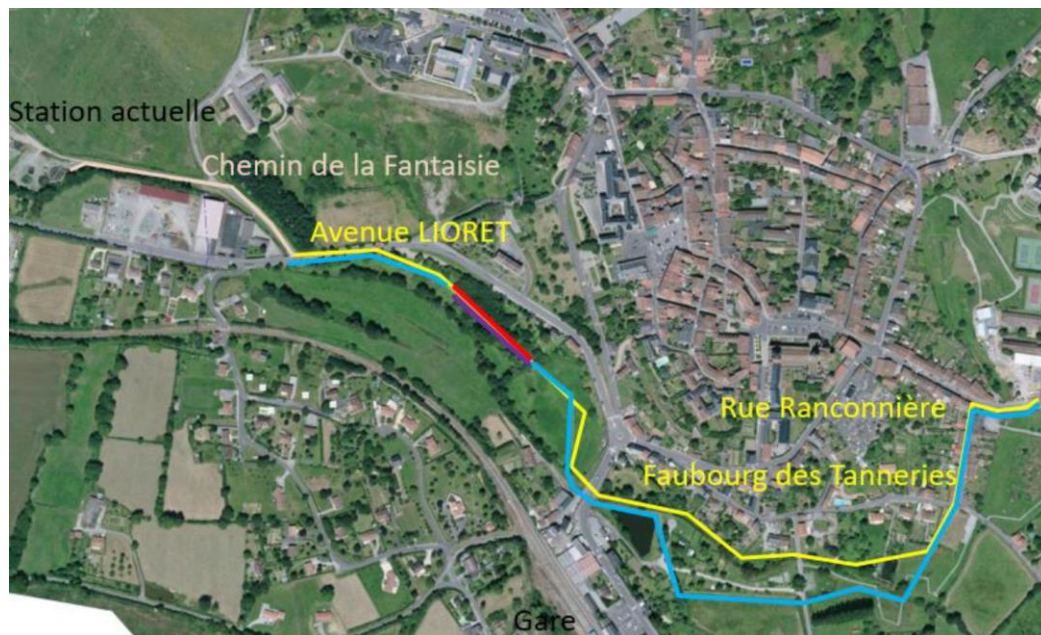 Station actuelle
Chemin de la Fantaisie
Avenue LIORET
Rue Ranconnière
Faubourg des Tanneries
Gare